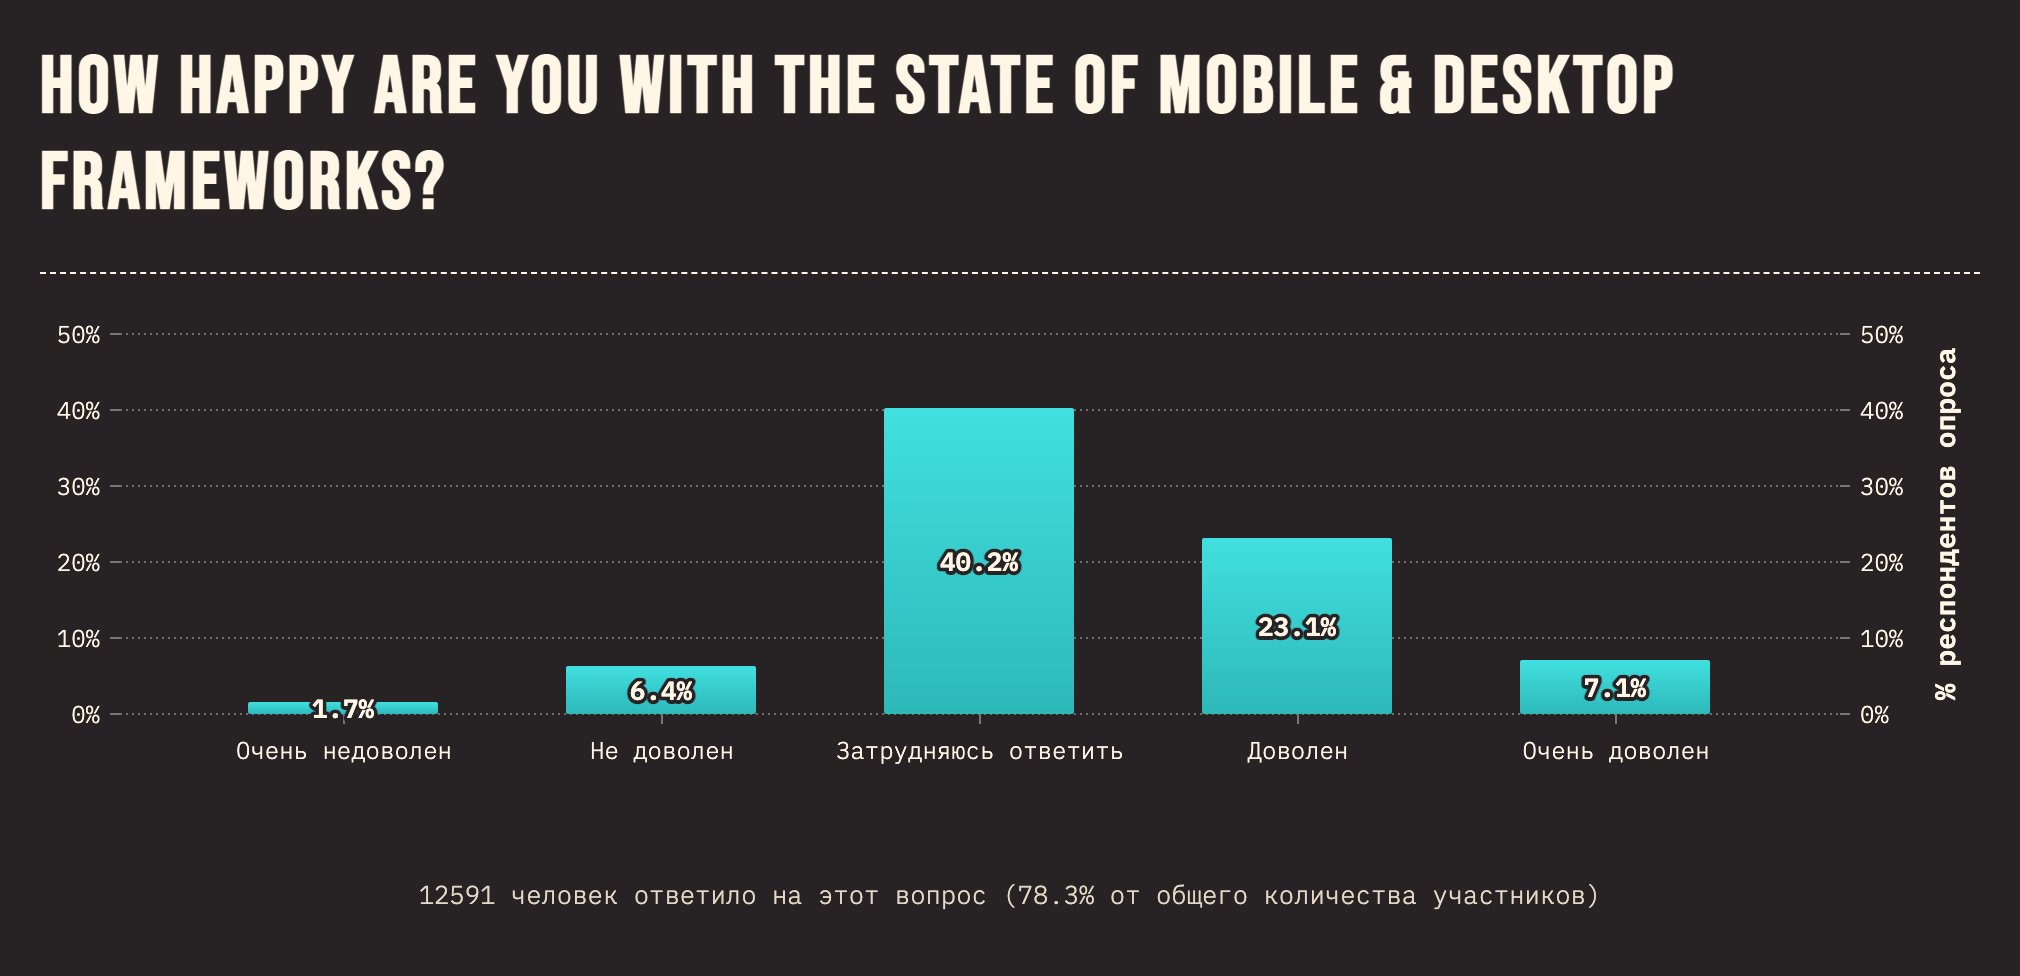 HOW HAPPY ARE YOU WITH THE STATE OF MOBILE & DESKTOP
FRAMEWORKS?
50%
50%
40%
40%
30%
30%
20%
20%
10%
10%
0%
0%
% респондентов опроса
1.7%
6.4%
40.2%
23.1%
7.1%
Очень недоволен
Не доволен
Затрудняюсь ответить
Доволен
Очень доволен
12591 человек ответило на этот вопрос (78.3% от общего количества участников)